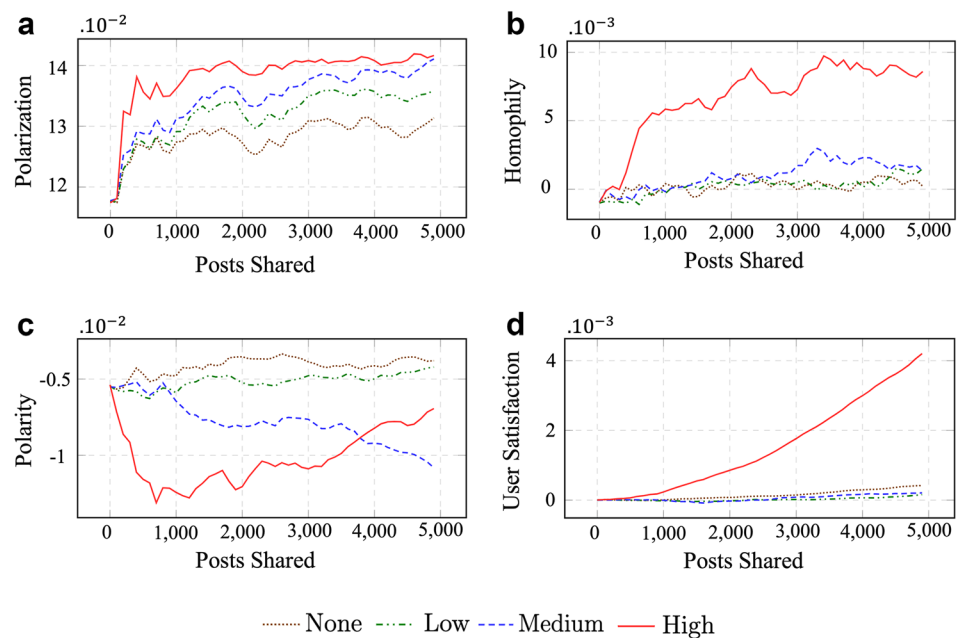 a
.10⁻²
14
13
12
Polarization
0 1,000 2,000 3,000 4,000 5,000
Posts Shared
b
.10⁻³
10
5
0
Homophily
0 1,000 2,000 3,000 4,000 5,000
Posts Shared
c
.10⁻²
-0.5
-1
Polarity
0 1,000 2,000 3,000 4,000 5,000
Posts Shared
d
.10⁻³
4
2
0
User Satisfaction
0 1,000 2,000 3,000 4,000 5,000
Posts Shared
None Low Medium High